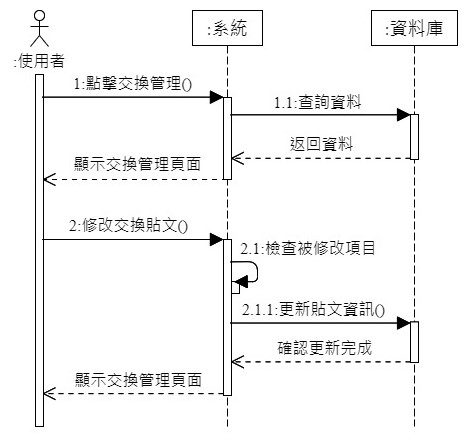 :使用者
:系統
:資料庫
1:點擊交換管理()
1.1:查詢資料
返回資料
顯示交換管理頁面
2:修改交換貼文()
2.1:檢查被修改項目
2.1.1:更新貼文資訊()
確認更新完成
顯示交換管理頁面